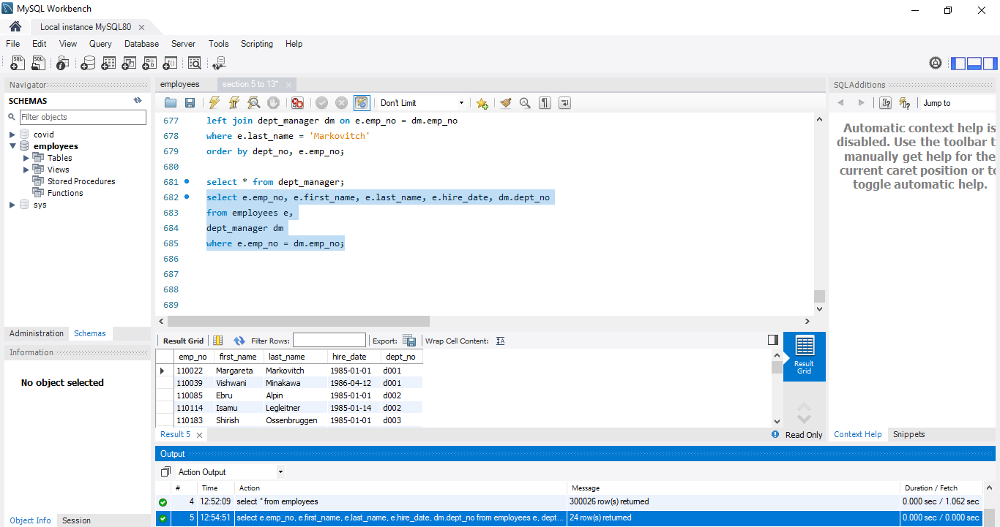 MySQL Workbench
Local instance MySQL80
File Edit View Query Database Server Tools Scripting Help
Navigator
SCHEMAS
Filter objects
covid
employees
Tables
Views
Stored Procedures
Functions
sys
Administration Schemas
Information
No object selected
Object Info Session
employees section 5 to 13*
Don't Limit
677 left join dept_manager dm on e.emp_no = dm.emp_no
678 where e.last_name = 'Markovitch'
679 order by dept_no, e.emp_no;
680
681 select * from dept_manager;
682 select e.emp_no, e.first_name, e.last_name, e.hire_date, dm.dept_no
683 from employees e,
684 dept_manager dm
685 where e.emp_no = dm.emp_no;
686
687
688
689
Result Grid Filter Rows: Export: Wrap Cell Content:
emp_no first_name last_name hire_date dept_no
110022 Margareta Markovitch 1985-01-01 d001
110039 Vishwani Minakawa 1986-04-12 d001
110085 Ebru Alpin 1985-01-01 d002
110114 Isamu Legleitner 1985-01-14 d002
110183 Shirish Ossenbruggen 1985-01-01 d003
Result
Grid
Result 5
Read Only
Output
Action Output
# Time Action Message Duration / Fetch
4 12:52:09 select * from employees 300026 row(s) returned 0.000 sec / 1.062 sec
5 12:54:51 select e.emp_no, e.first_name, e.last_name, e.hire_date, dm.dept_no from employees e, dept... 24 row(s) returned 0.000 sec / 0.000 sec
SQLAdditions
Jump to
Automatic context help is
disabled. Use the toolbar t
manually get help for the
current caret position or to
toggle automatic help.
Context Help Snippets